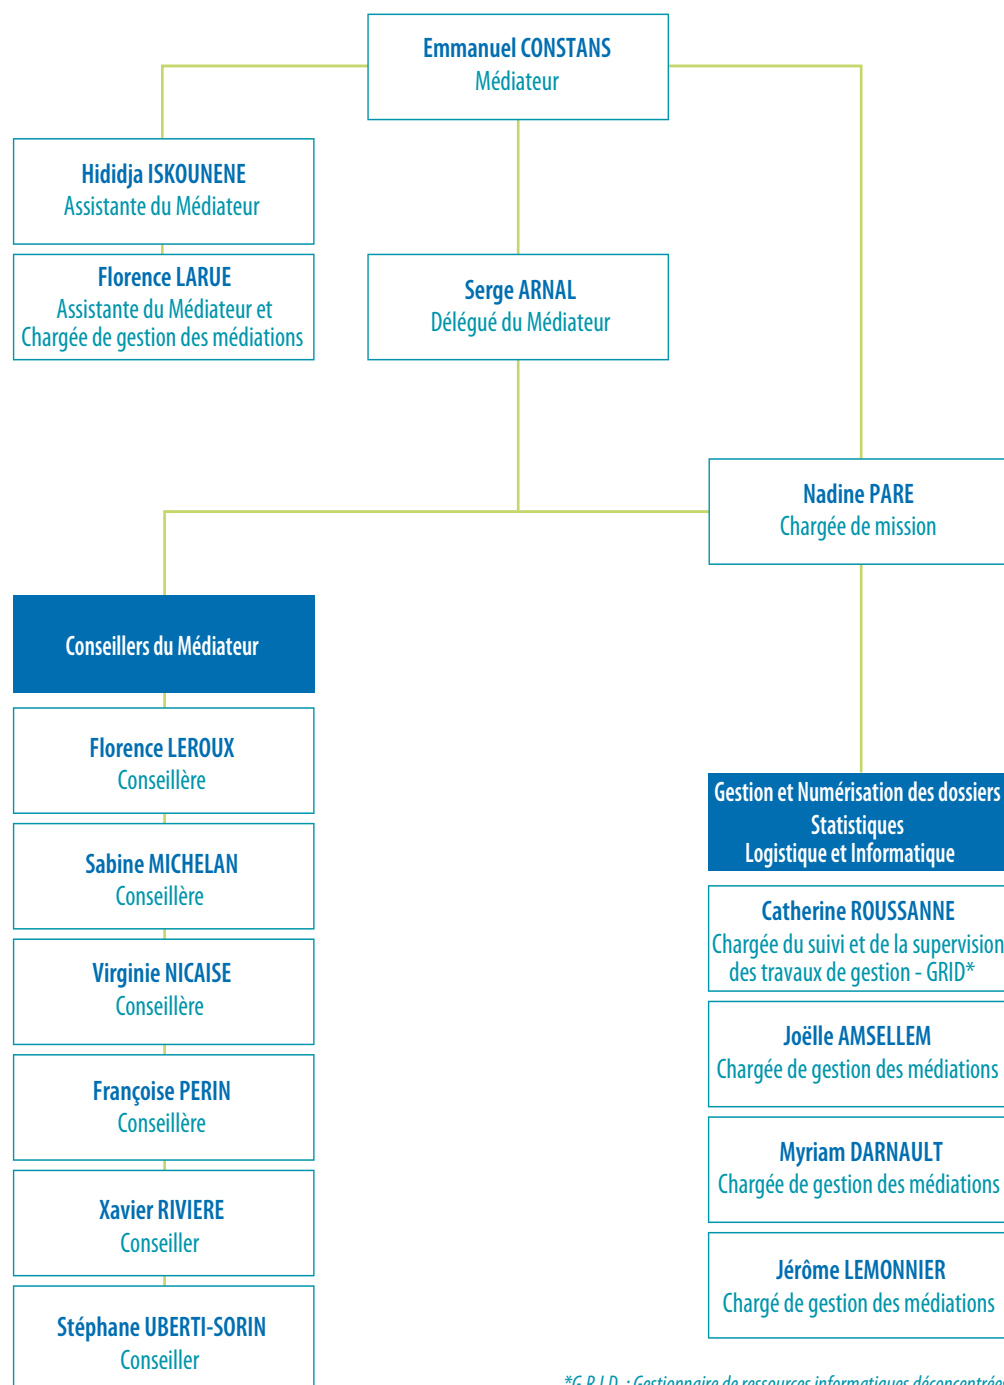 Emmanuel CONSTANS
Médiateur
Hididja ISKOUNENE
Assistante du Médiateur
Florence LARUE
Assistante du Médiateur et
Chargée de gestion des médiations
Serge ARNAL
Délégué du Médiateur
Nadine PARE
Chargée de mission
Conseillers du Médiateur
Florence LEROUX
Conseillère
Sabine MICHELAN
Conseillère
Virginie NICAISE
Conseillère
Françoise PERIN
Conseillère
Xavier RIVIERE
Conseiller
Stéphane UBERTI-SORIN
Conseiller
Gestion et Numérisation des dossiers
Statistiques
Logistique et Informatique
Catherine ROUSSANNE
Chargée du suivi et de la supervision
des travaux de gestion - GRID*
Joëlle AMSELLEM
Chargée de gestion des médiations
Myriam DARNAULT
Chargée de gestion des médiations
Jérôme LEMONNIER
Chargé de gestion des médiations
*G.R.I.D. : Gestionnaire de ressources informatiques déconcentrées